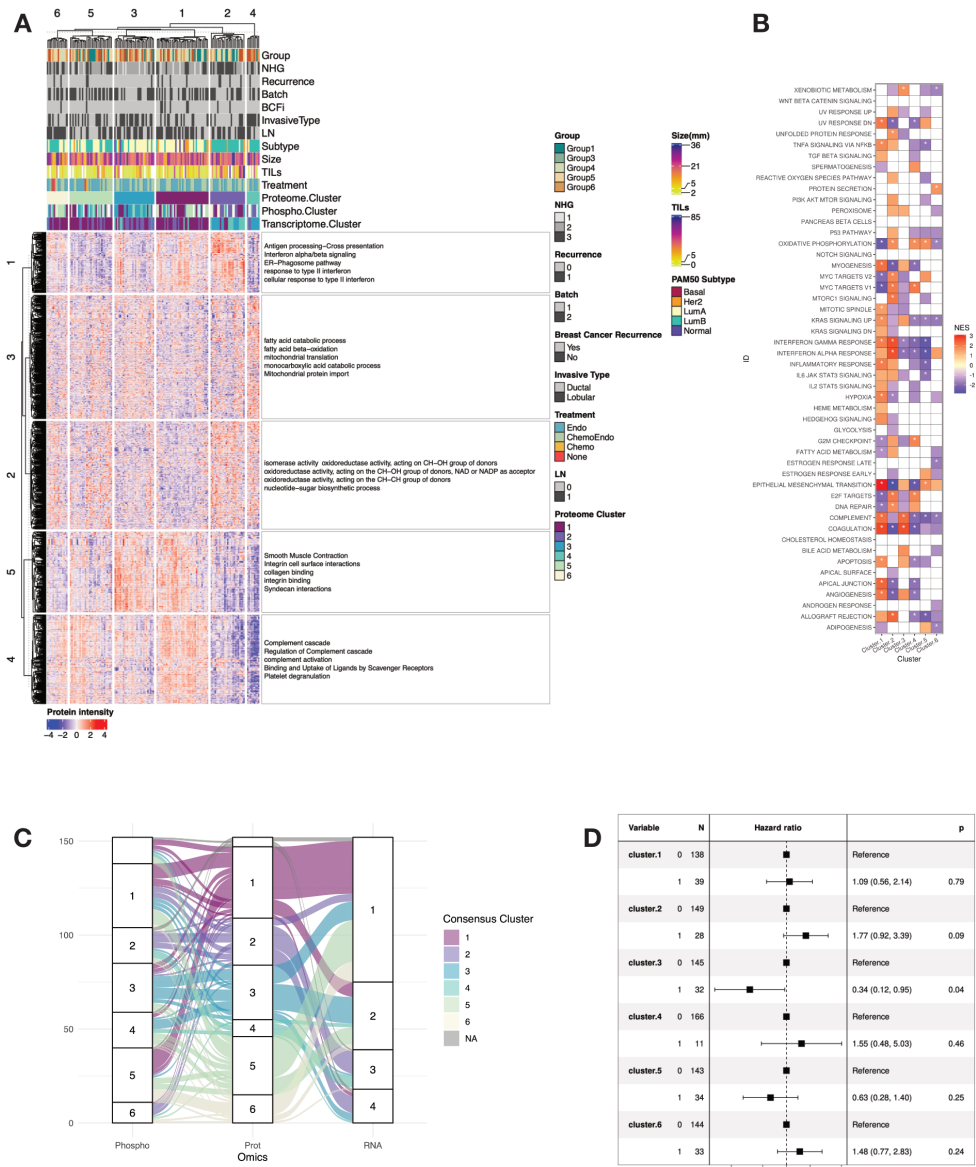 A
6 5 3 1 2 4
Group
NHG
Recurrence
Batch
BCFi
InvasiveType
LN
Subtype
Size
TILs
Treatment
Proteome.Cluster
Phospho.Cluster
Transcriptome.Cluster
1
Antigen processing-Cross presentation
Interferon alpha/beta signaling
ER-Phagosome pathway
response to type II interferon
cellular response to type II interferon
3
fatty acid catabolic process
fatty acid beta-oxidation
mitochondrial translation
monocarboxylic acid catabolic process
Mitochondrial protein import
2
isomerase activity oxidoreductase activity, acting on CH-OH group of donors
oxidoreductase activity, acting on the CH-OH group of donors, NAD or NADP as acceptor
oxidoreductase activity, acting on the CH-CH group of donors
nucleotide-sugar biosynthetic process
5
Smooth Muscle Contraction
Integrin cell surface interactions
collagen binding
integrin binding
Syndecan interactions
4
Complement cascade
Regulation of Complement cascade
complement activation
Binding and Uptake of Ligands by Scavenger Receptors
Platelet degranulation
Protein intensity
-4 -2 0 2 4
Group
Group1
Group3
Group4
Group5
Group6
NHG
1
2
3
Recurrence
0
1
Batch
1
2
Breast Cancer Recurrence
Yes
No
Invasive Type
Ductal
Lobular
Treatment
Endo
ChemoEndo
Chemo
None
LN
0
1
Proteome Cluster
1
2
3
4
5
6
Size(mm)
36
26
16
5
2
TILs
85
5
0
PAM50 Subtype
Basal
Her2
LumA
LumB
Normal
B
XENOBIOTIC METABOLISM
WNT BETA CATENIN SIGNALING
UV RESPONSE UP
UV RESPONSE DN
UNFOLDED PROTEIN RESPONSE
TNFA SIGNALING VIA NFKB
TGF BETA SIGNALING
SPERMATOGENESIS
REACTIVE OXYGEN SPECIES PATHWAY
PROTEIN SECRETION
PI3K AKT MTOR SIGNALING
PEROXISOME
PANCREAS BETA CELLS
P53 PATHWAY
OXIDATIVE PHOSPHORYLATION
NOTCH SIGNALING
MYOGENESIS
MYC TARGETS V2
MYC TARGETS V1
MTORC1 SIGNALING
MITOTIC SPINDLE
KRAS SIGNALING UP
KRAS SIGNALING DN
INTERFERON GAMMA RESPONSE
INTERFERON ALPHA RESPONSE
INFLAMMATORY RESPONSE
IL6 JAK STAT3 SIGNALING
IL2 STAT5 SIGNALING
HYPOXIA
HEME METABOLISM
HEDGEHOG SIGNALING
GLYCOLYSIS
G2M CHECKPOINT
FATTY ACID METABOLISM
ESTROGEN RESPONSE LATE
ESTROGEN RESPONSE EARLY
EPITHELIAL MESENCHYMAL TRANSITION
E2F TARGETS
DNA REPAIR
COMPLEMENT
COAGULATION
CHOLESTEROL HOMEOSTASIS
BILE ACID METABOLISM
APOPTOSIS
APICAL SURFACE
APICAL JUNCTION
ANGIOGENESIS
ANDROGEN RESPONSE
ALLOGRAFT REJECTION
ADIPOGENESIS
ID
Cluster.1 Cluster.2 Cluster.3 Cluster.4 Cluster.5 Cluster.6
Cluster
NES
3
2
1
0
-1
-2
C
150
100
50
0
1
2
3
4
5
6
1
2
3
4
5
6
1
2
3
4
Phospho Prot RNA
Omics
Consensus Cluster
1
2
3
4
5
6
NA
D
Variable N Hazard ratio p
cluster.1 0 138 Reference
1 39 1.09 (0.56, 2.14) 0.79
cluster.2 0 149 Reference
1 28 1.77 (0.92, 3.39) 0.09
cluster.3 0 145 Reference
1 32 0.34 (0.12, 0.95) 0.04
cluster.4 0 166 Reference
1 11 1.55 (0.48, 5.03) 0.46
cluster.5 0 143 Reference
1 34 0.63 (0.28, 1.40) 0.25
cluster.6 0 144 Reference
1 33 1.48 (0.77, 2.83) 0.24